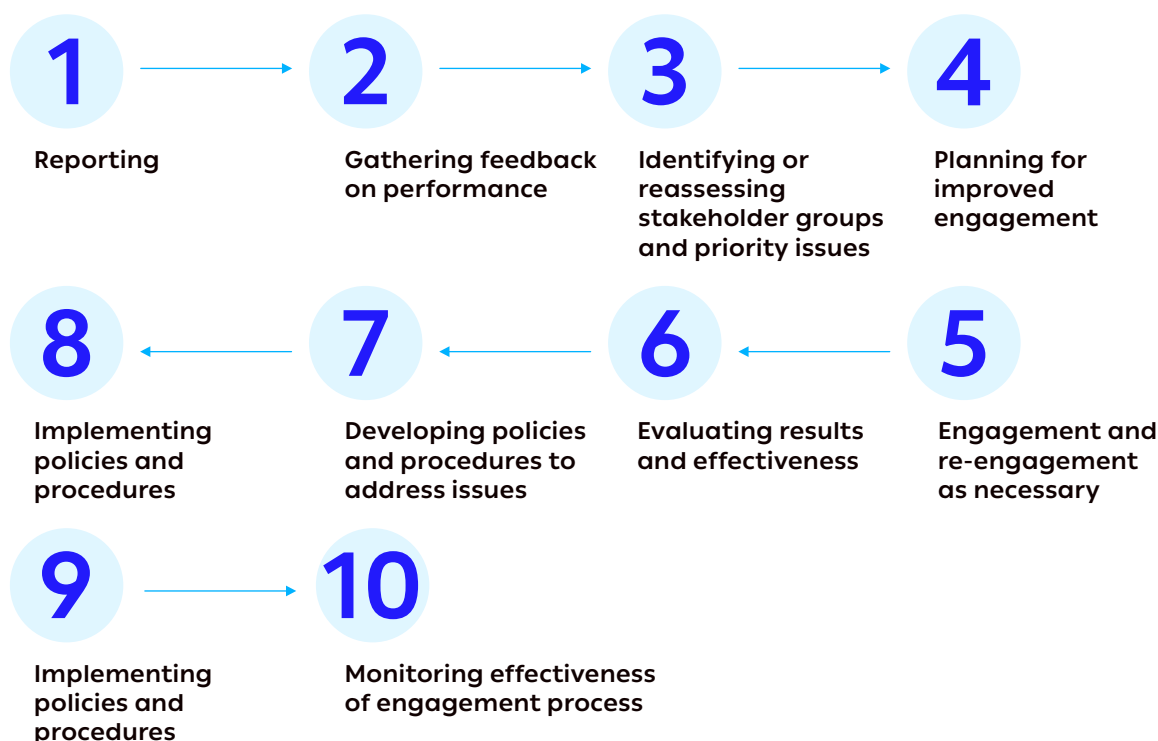 1
Reporting
2
Gathering feedback
on performance
3
Identifying or
reassessing
stakeholder groups
and priority issues
4
Planning for
improved
engagement
5
Engagement and
re-engagement
as necessary
6
Evaluating results
and effectiveness
7
Developing policies
and procedures to
address issues
8
Implementing
policies and
procedures
9
Implementing
policies and
procedures
10
Monitoring effectiveness
of engagement process